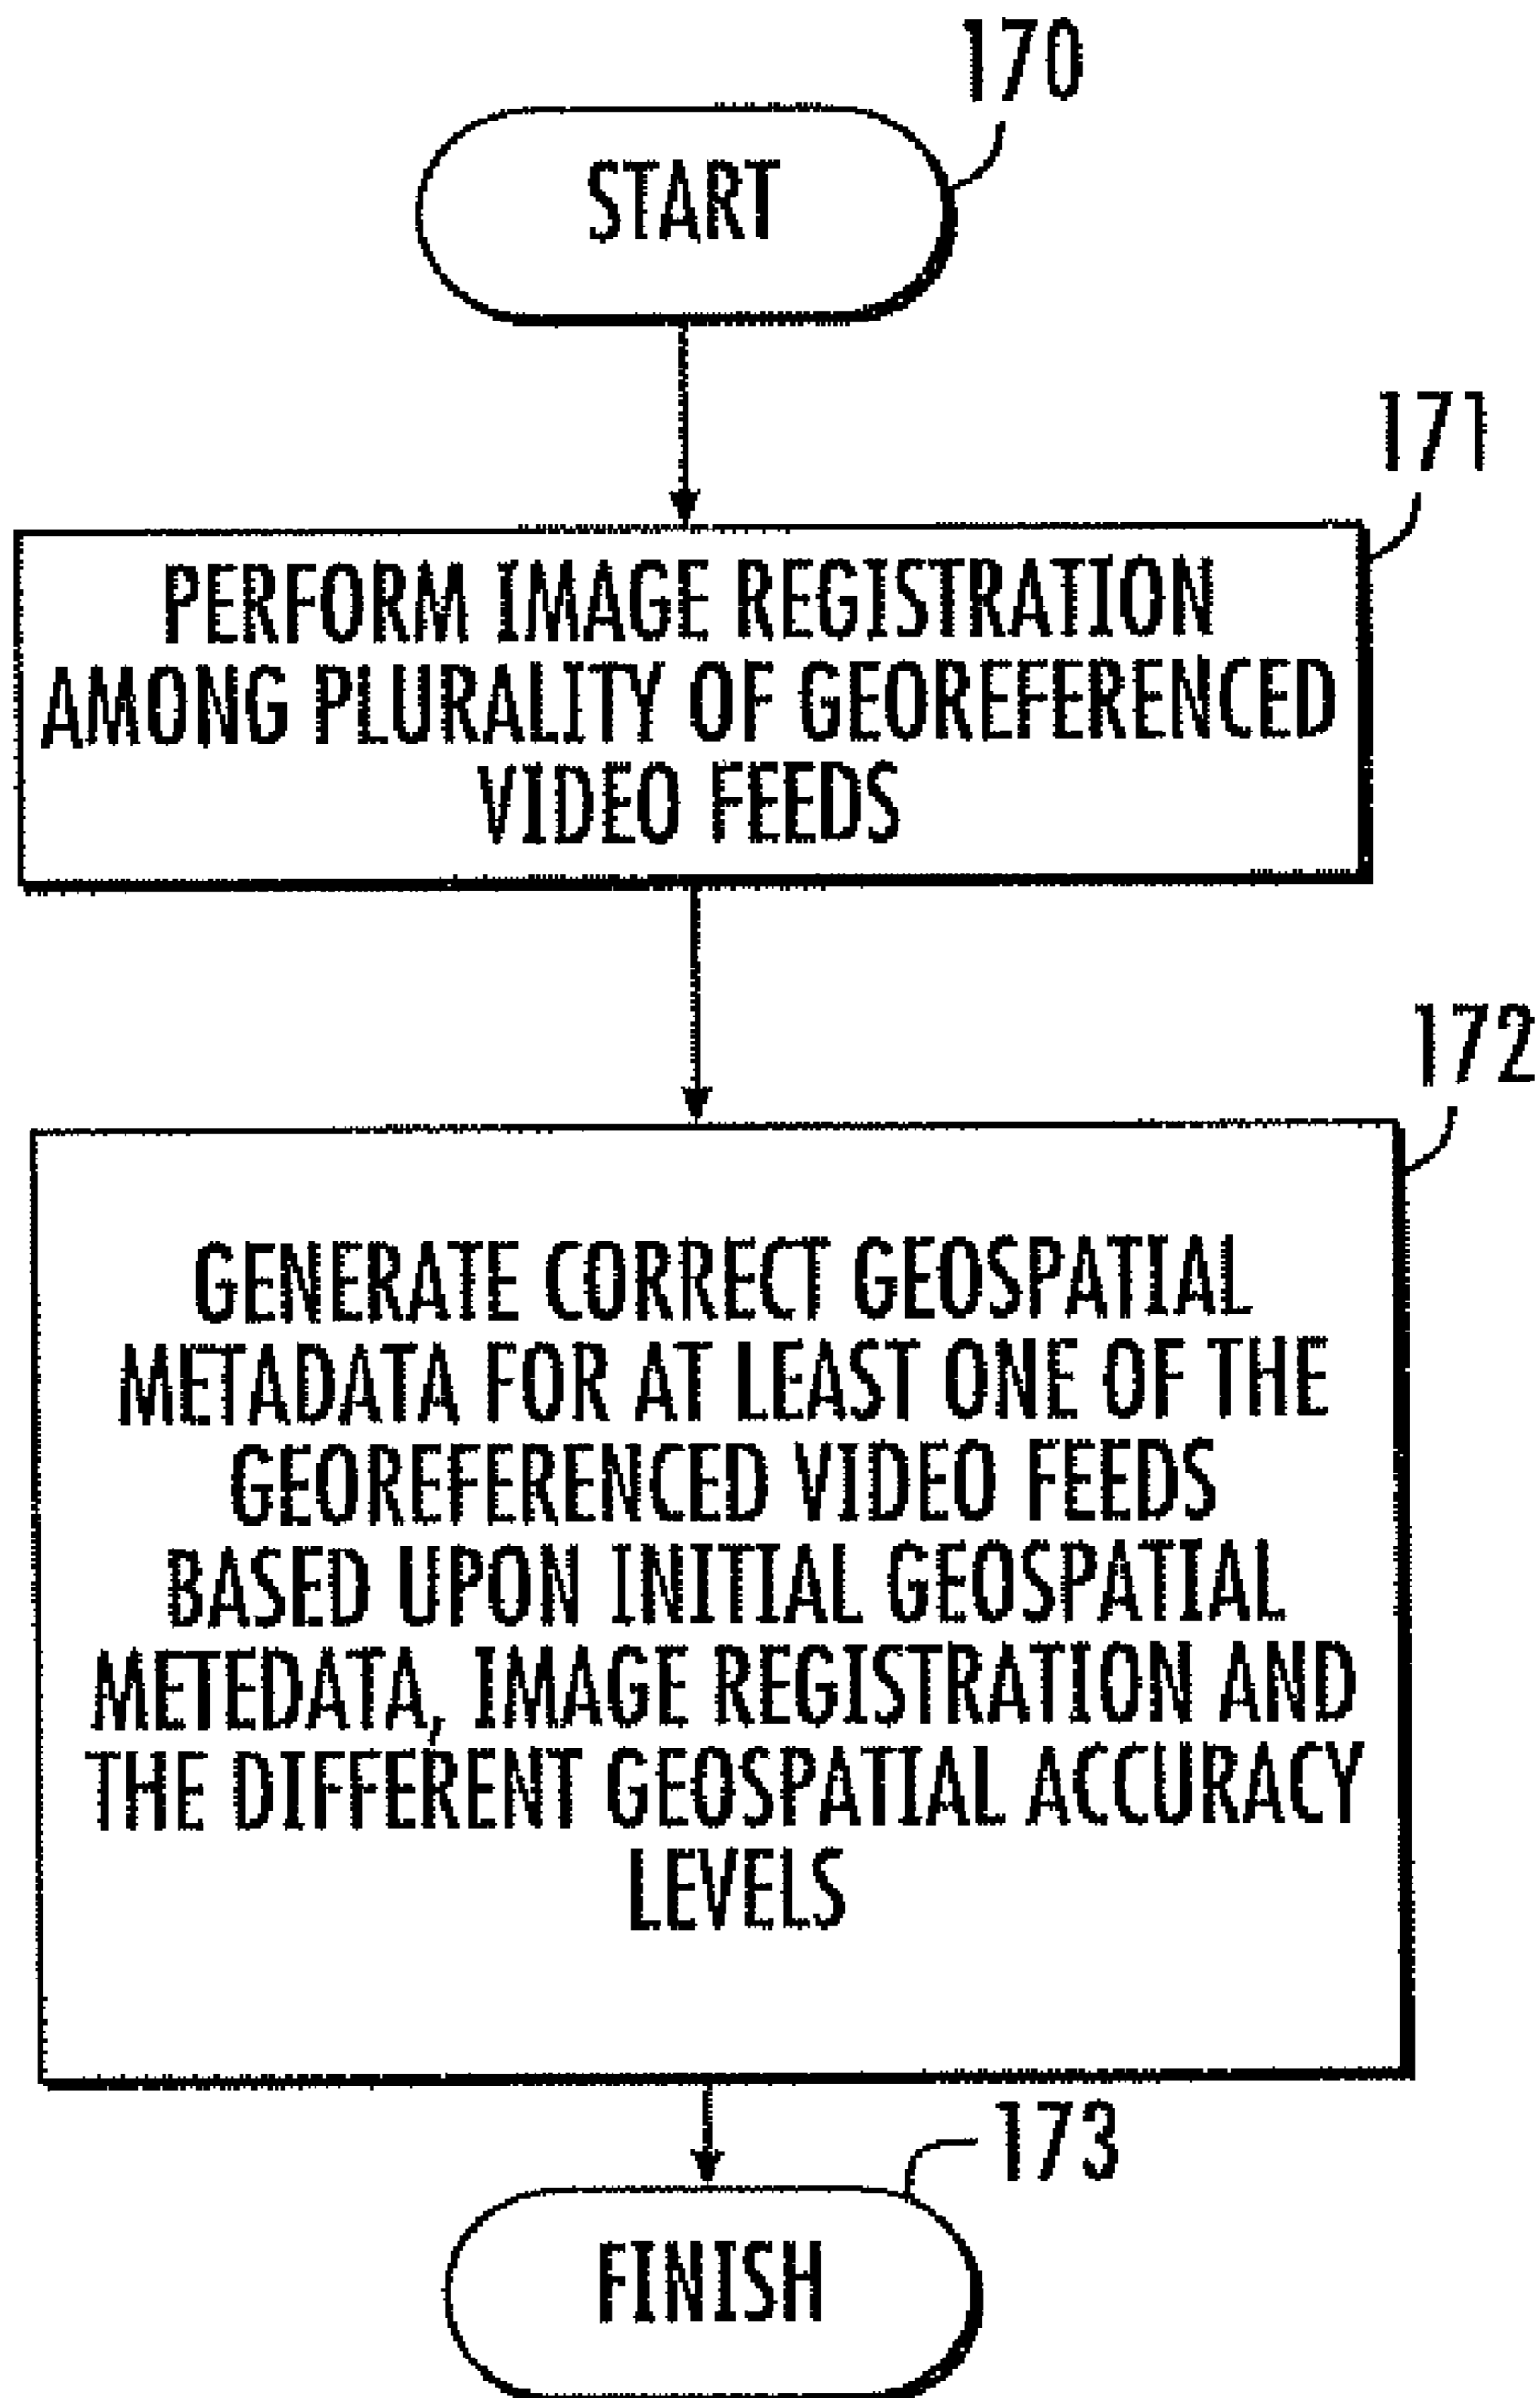 170
START
171
PERFORM IMAGE REGISTRATION
AMONG PLURALITY OF GEOREFERENCED
VIDEO FEEDS
172
GENERATE CORRECT GEOSPATIAL
METADATA FOR AT LEAST ONE OF THE
GEOREFERENCED VIDEO FEEDS
BASED UPON INITIAL GEOSPATIAL
METEDATA, IMAGE REGISTRATION AND
THE DIFFERENT GEOSPATIAL ACCURACY
LEVELS
173
FINISH